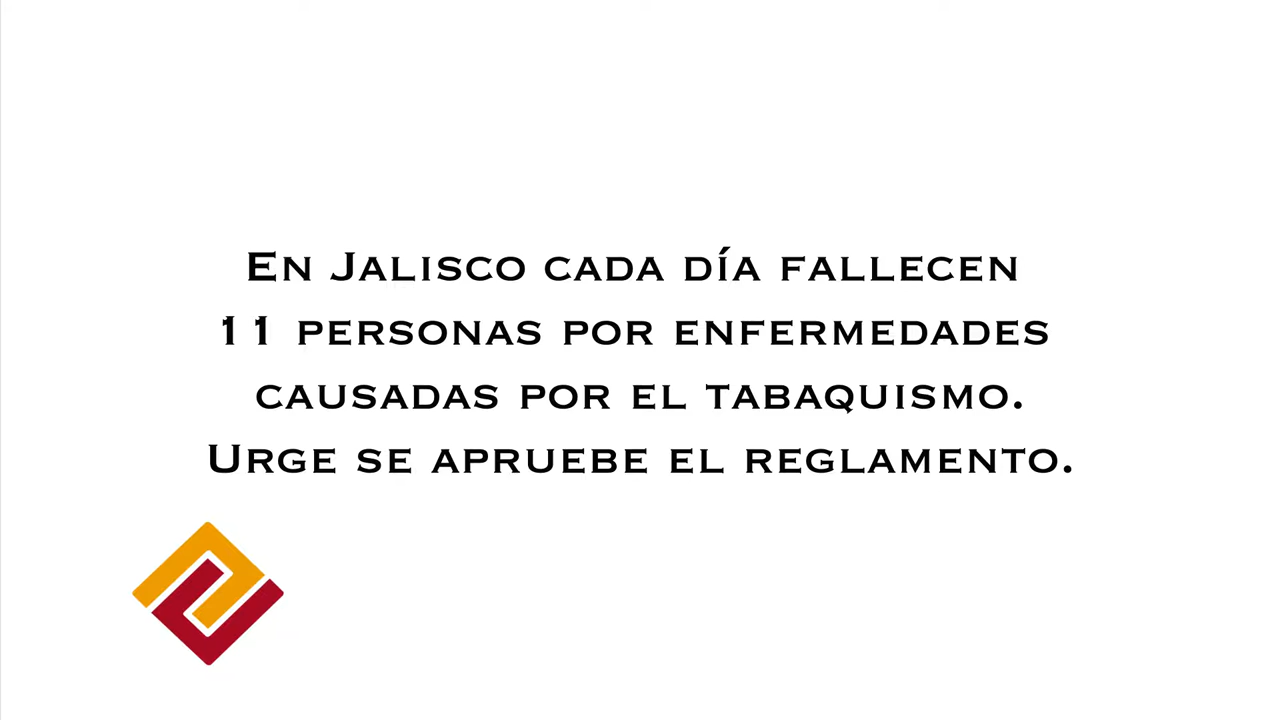 En Jalisco cada día fallecen
11 personas por enfermedades
causadas por el tabaquismo.
Urge se apruebe el reglamento.